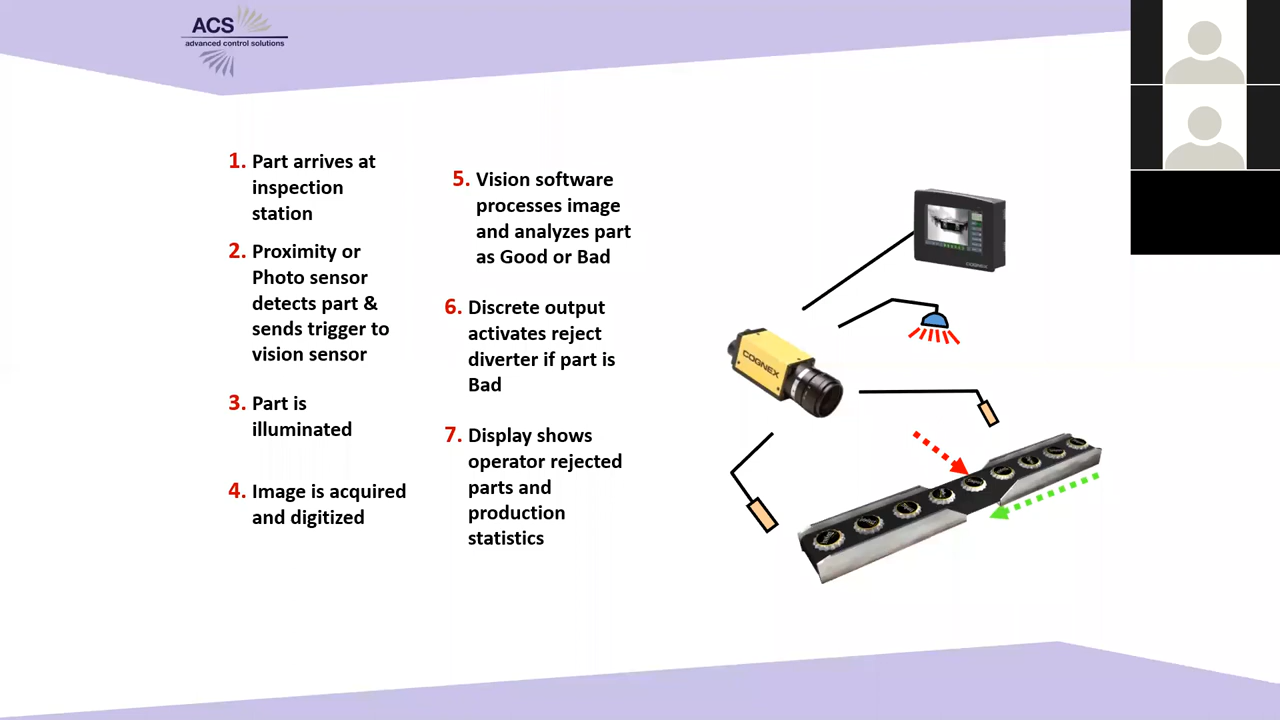 ACS
advanced control solutions
1. Part arrives at
inspection
station
2. Proximity or
Photo sensor
detects part &
sends trigger to
vision sensor
3. Part is
illuminated
4. Image is acquired
and digitized
5. Vision software
processes image
and analyzes part
as Good or Bad
6. Discrete output
activates reject
diverter if part is
Bad
7. Display shows
operator rejected
parts and
production
statistics
COGNEX
COGNEX